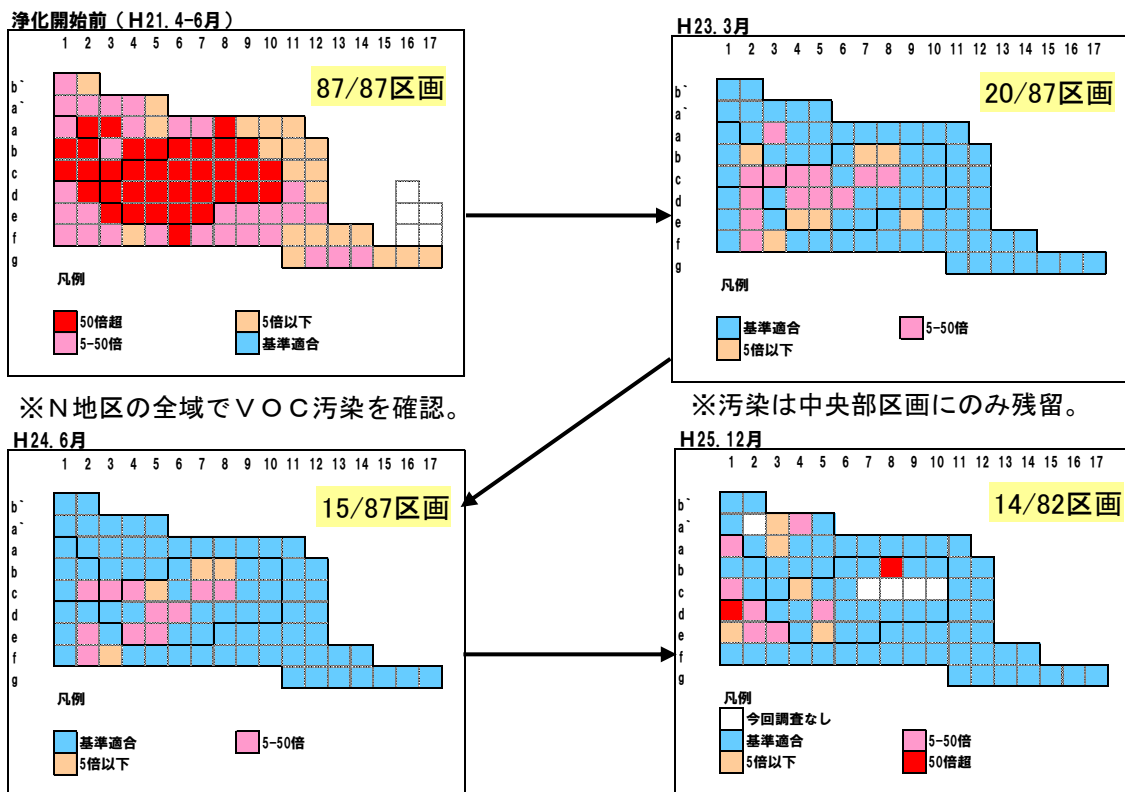 浄化開始前（H21.4-6月）
1 2 3 4 5 6 7 8 9 10 11 12 13 14 15 16 17
87/87区画
b`
a`
a
b
c
d
e
f
g
凡例
50倍超
5倍以下
5-50倍
基準適合
※N地区の全域でVOC汚染を確認。
H23.3月
1 2 3 4 5 6 7 8 9 10 11 12 13 14 15 16 17
20/87区画
b`
a`
a
b
c
d
e
f
g
凡例
基準適合
5-50倍
5倍以下
※汚染は中央部区画にのみ残留。
H24.6月
1 2 3 4 5 6 7 8 9 10 11 12 13 14 15 16 17
15/87区画
b`
a`
a
b
c
d
e
f
g
凡例
基準適合
5-50倍
5倍以下
H25.12月
1 2 3 4 5 6 7 8 9 10 11 12 13 14 15 16 17
14/82区画
b`
a`
a
b
c
d
e
f
g
凡例
今回調査なし
基準適合
5-50倍
5倍以下
50倍超